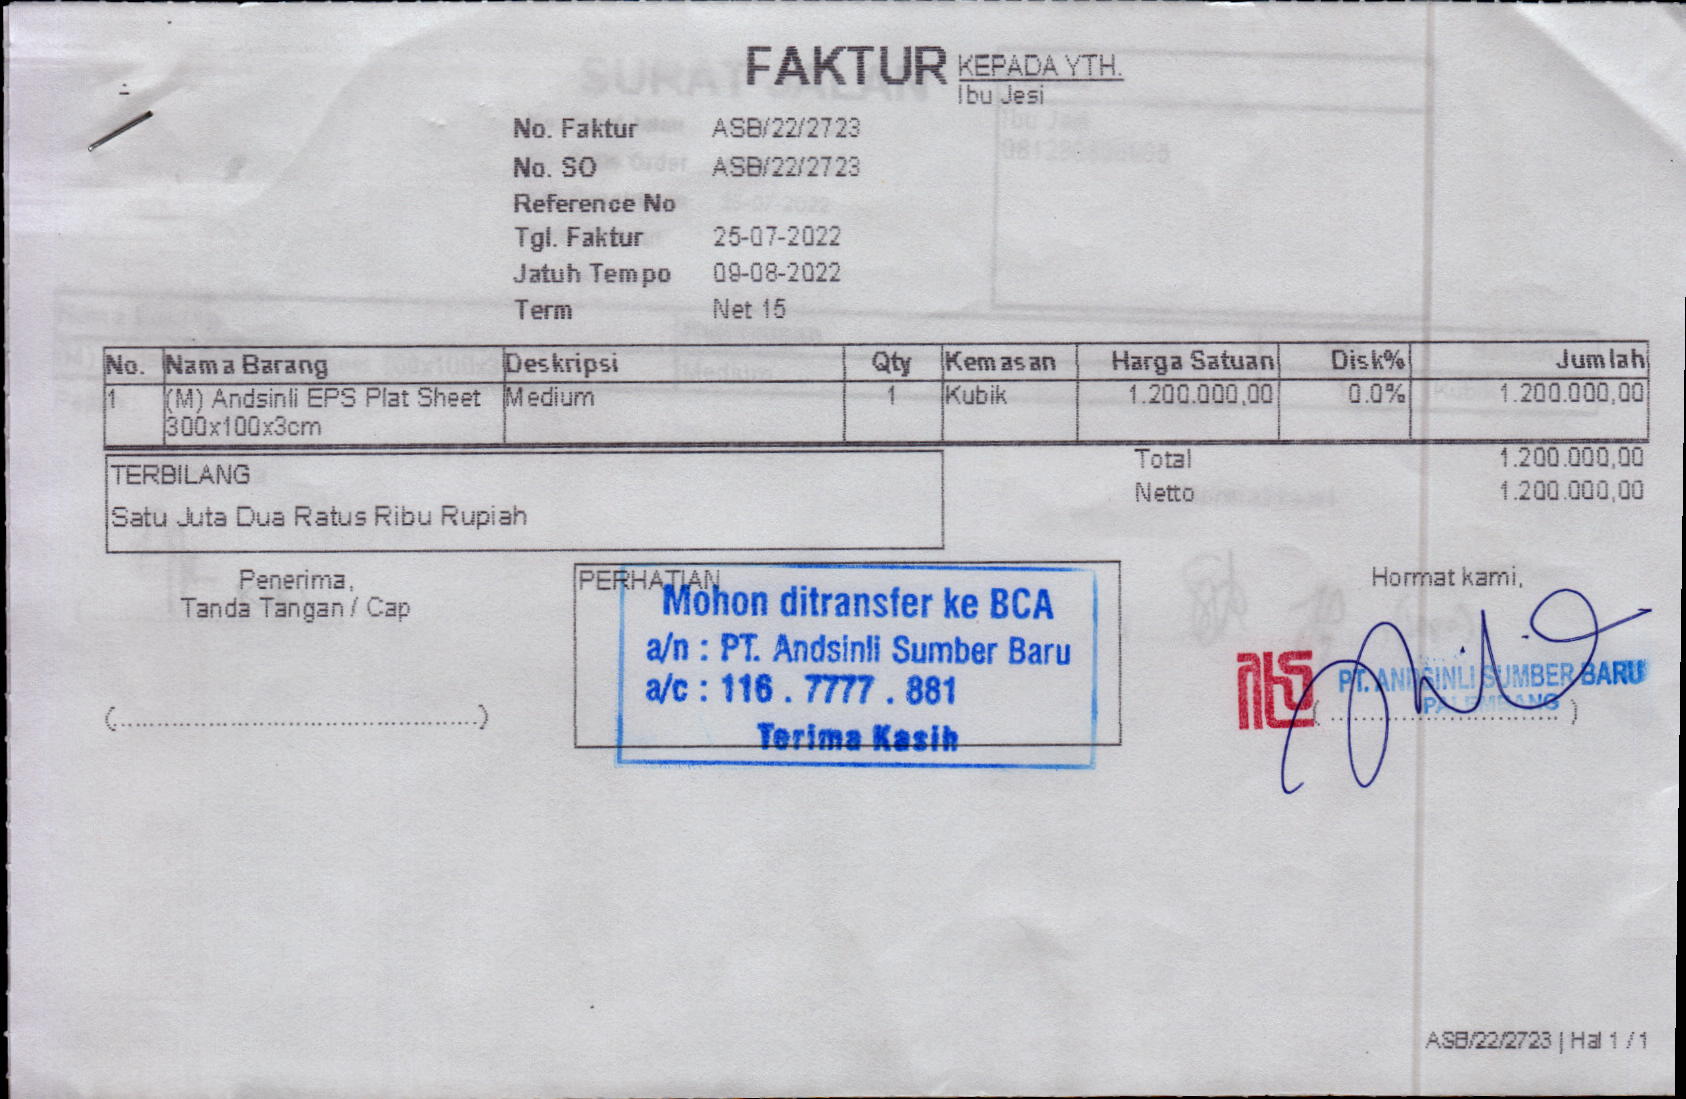 FAKTUR
KEPADA YTH.
Ibu Jesi
No. Faktur ASB/22/2723
No. SO ASB/22/2723
Reference No
Tgl. Faktur 25-07-2022
Jatuh Tempo 09-08-2022
Term Net 15
No. Nama Barang Deskripsi Qty Kemasan Harga Satuan Disk% Jumlah
1 (M) Andsinli EPS Plat Sheet Medium 1 Kubik 1.200.000,00 0.0% 1.200.000,00
300x100x3cm
Total 1.200.000,00
Netto 1.200.000,00
TERBILANG
Satu Juta Dua Ratus Ribu Rupiah
Penerima,
Tanda Tangan / Cap
(................................................)
PERHATIAN
Mohon ditransfer ke BCA
a/n : PT. Andsinli Sumber Baru
a/c : 116 . 7777 . 881
Terima Kasih
Hormat kami,
PT. ANDSINLI SUMBER BARU
PALEMBANG
(..............................)
ASB/22/2723 | Hal 1 / 1